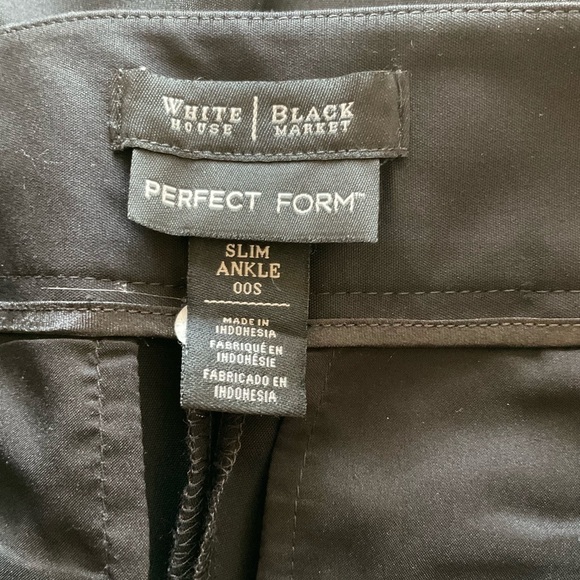 WHITE | BLACK
HOUSE MARKET
PERFECT FORM™
SLIM
ANKLE
00S
MADE IN
INDONESIA
FABRIQUÉ EN
INDONÉSIE
FABRICADO EN
INDONESIA